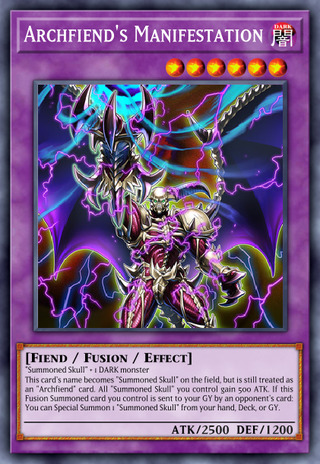 Archfiend's Manifestation
DARK
闇
[Fiend / Fusion / Effect]
"Summoned Skull" - 1 DARK monster
This card's name becomes "Summoned Skull" on the field, but is still treated as
an "Archfiend" card. All "Summoned Skull" you control gain 500 ATK. If this
Fusion Summoned card you control is sent to your GY by an opponent's card:
You can Special Summon 1 "Summoned Skull" from your hand, Deck, or GY.
ATK/2500 DEF/1200